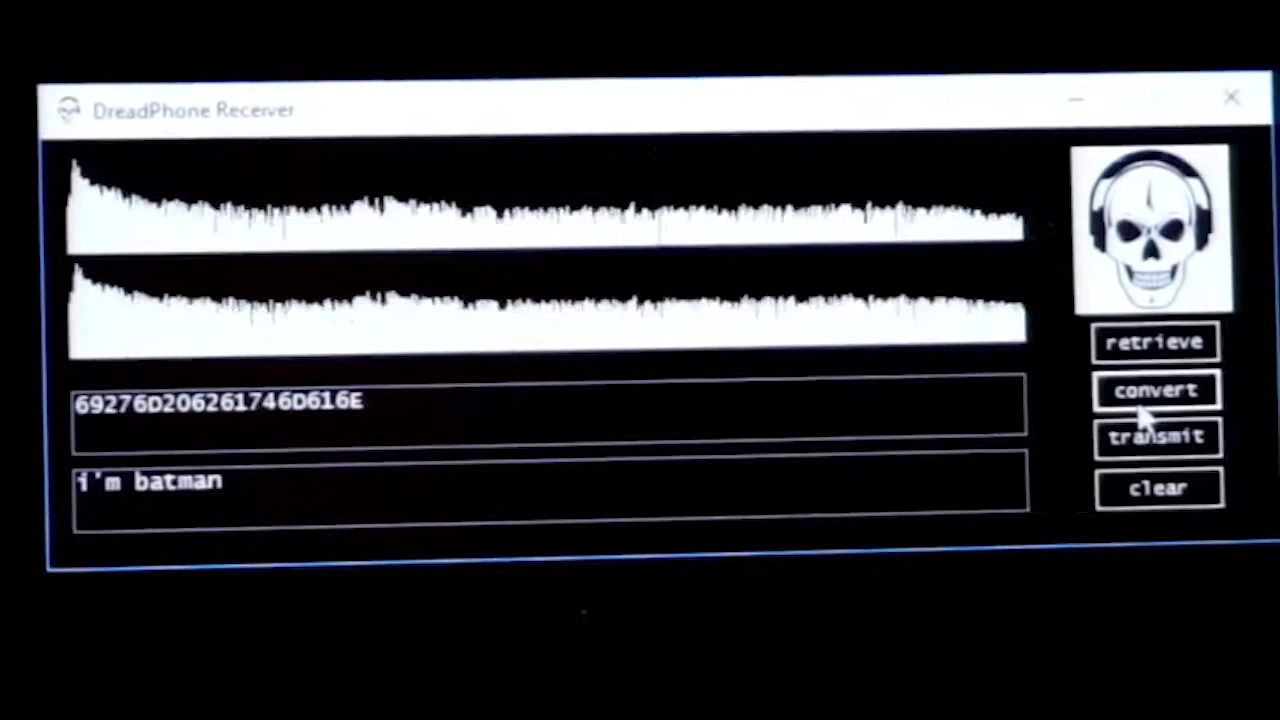 DreadPhone Receiver
retrieve
69276D206261746D616E
convert
transmit
i'm batman
clear